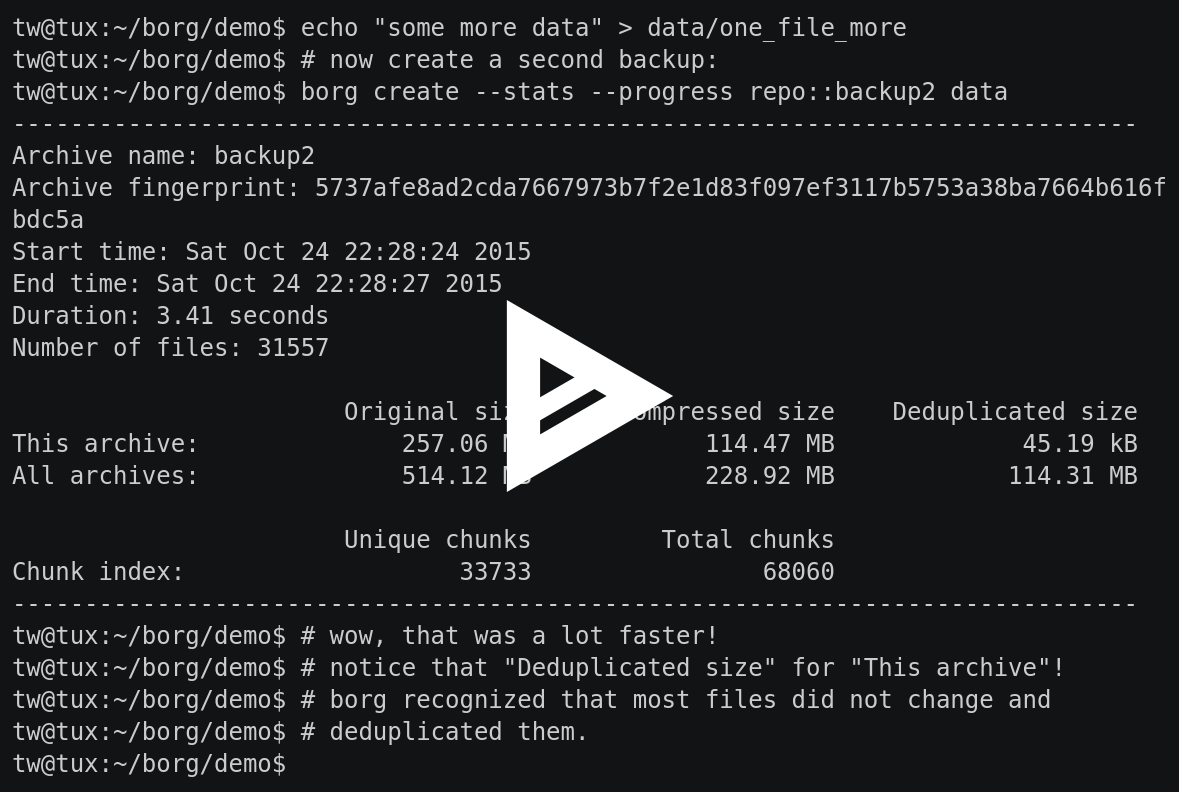 tw@tux:~/borg/demo$ echo "some more data" > data/one_file_more
tw@tux:~/borg/demo$ # now create a second backup:
tw@tux:~/borg/demo$ borg create --stats --progress repo::backup2 data
------------------------------------------------------------------------------
Archive name: backup2
Archive fingerprint: 5737afe8ad2cda7667973b7f2e1d83f097ef3117b5753a38ba7664b616f
bdc5a
Start time: Sat Oct 24 22:28:24 2015
End time: Sat Oct 24 22:28:27 2015
Duration: 3.41 seconds
Number of files: 31557
Original size Compressed size Deduplicated size
This archive: 257.06 MB 114.47 MB 45.19 kB
All archives: 514.12 MB 228.92 MB 114.31 MB
Unique chunks Total chunks
Chunk index: 33733 68060
------------------------------------------------------------------------------
tw@tux:~/borg/demo$ # wow, that was a lot faster!
tw@tux:~/borg/demo$ # notice that "Deduplicated size" for "This archive"!
tw@tux:~/borg/demo$ # borg recognized that most files did not change and
tw@tux:~/borg/demo$ # deduplicated them.
tw@tux:~/borg/demo$